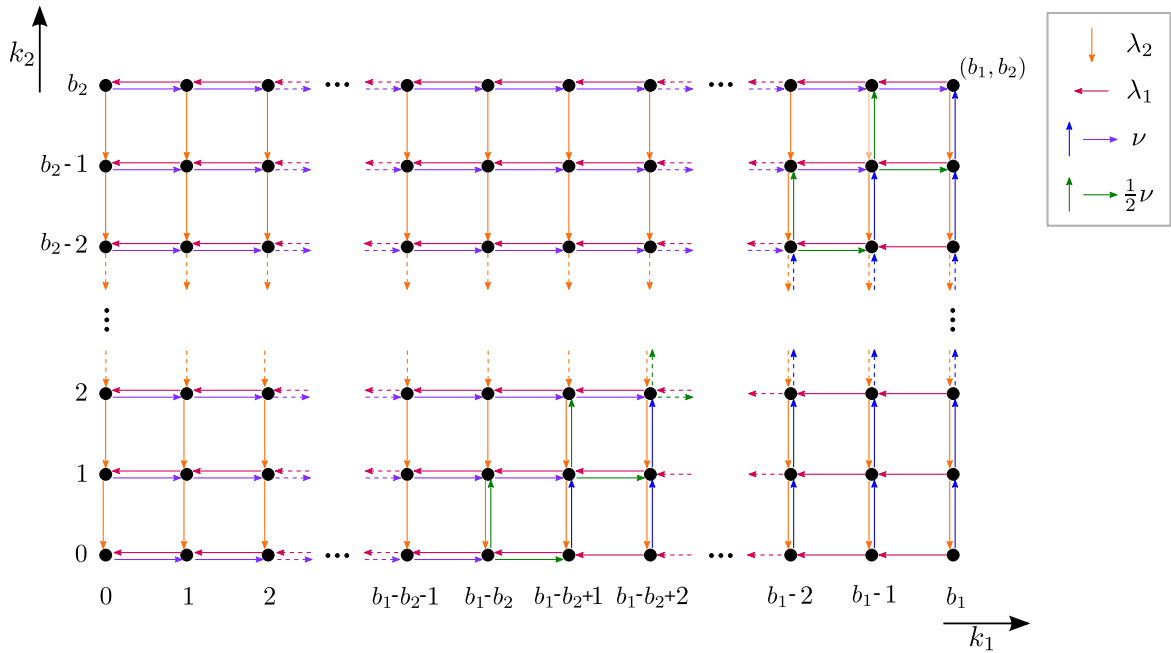 k₂
b₂ ··· ··· (b₁, b₂)
b₂-1
b₂-2
⋮ ⋮
2
1
0 ··· ···
0 1 2 b₁-b₂-1 b₁-b₂ b₁-b₂+1 b₁-b₂+2 b₁-2 b₁-1 b₁
k₁
λ₂
λ₁
ν
½ν